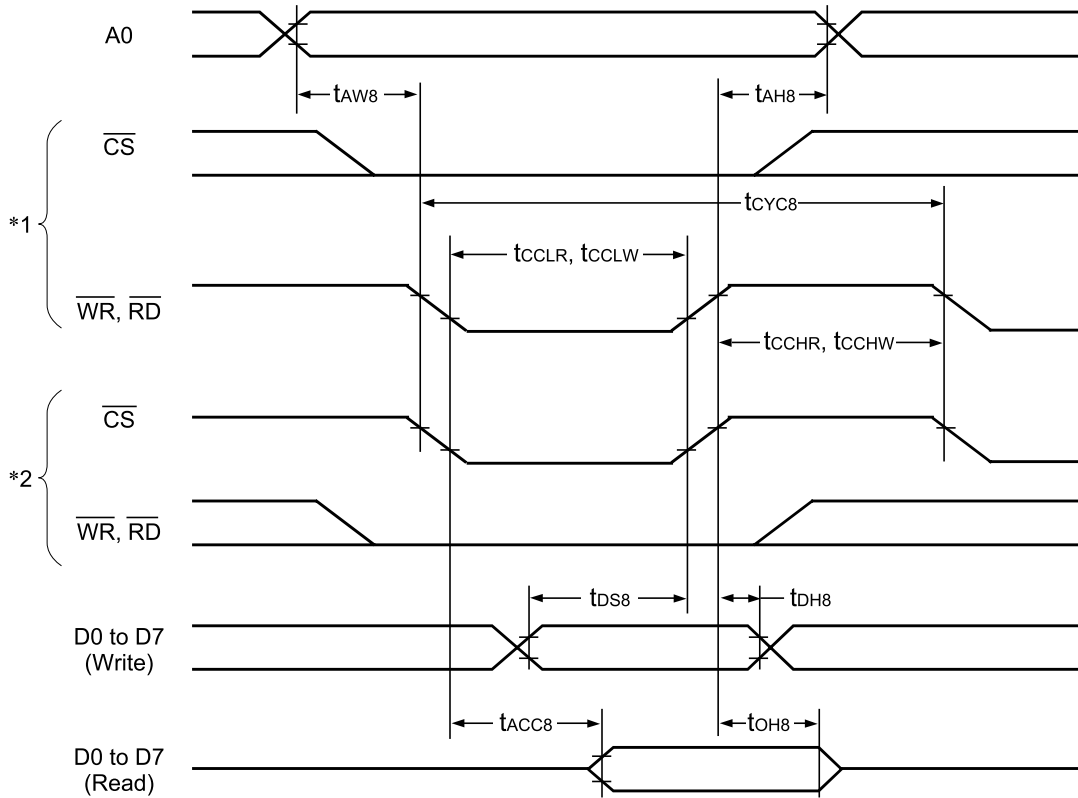 A0
tAW8
tAH8
CS
*1
tCYC8
tCCLR, tCCLW
WR, RD
tCCHR, tCCHW
CS
*2
WR, RD
tDS8
tDH8
D0 to D7
(Write)
tACC8
tOH8
D0 to D7
(Read)